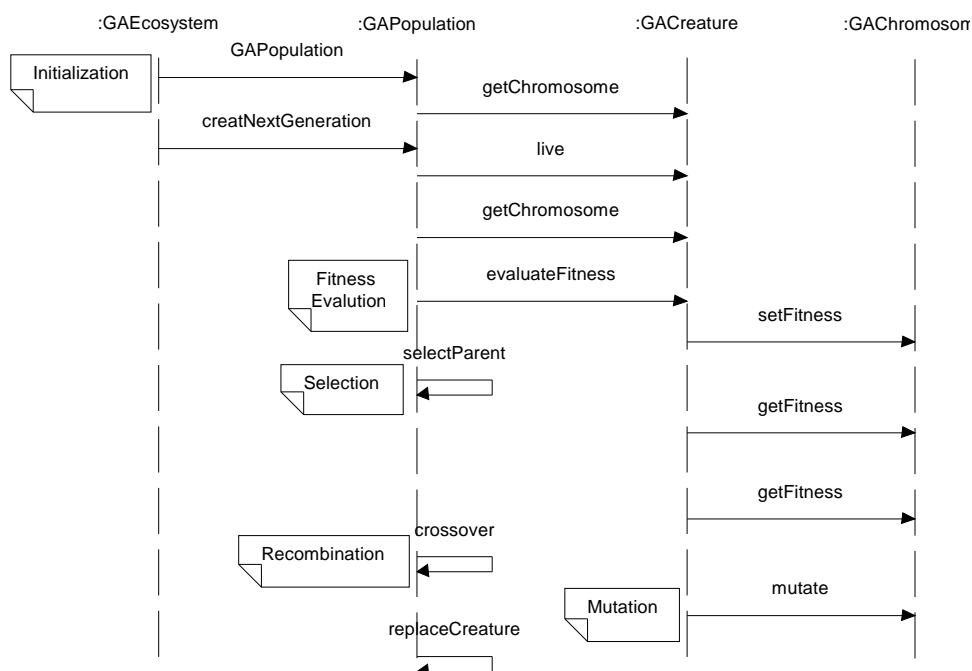 :GAEcosystem
:GAPopulation
:GACreature
:GAChromosom
Initialization
GAPopulation
getChromosome
creatNextGeneration
live
getChromosome
Fitness
Evalution
evaluateFitness
setFitness
selectParent
Selection
getFitness
getFitness
crossover
Recombination
mutate
Mutation
replaceCreature